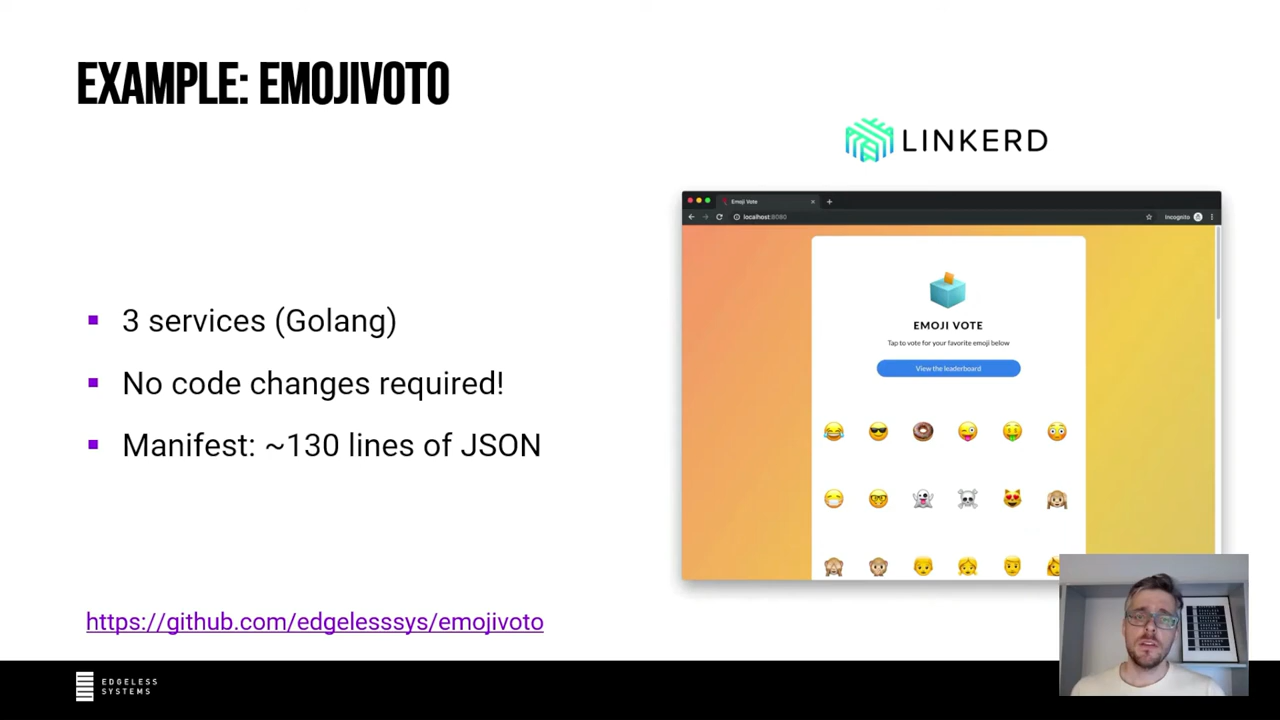 EXAMPLE: EMOJIVOTO
LINKERD
Emoji Vote
localhost:8080
Incognito
EMOJI VOTE
Tap to vote for your favorite emoji below
View the leaderboard
3 services (Golang)
No code changes required!
Manifest: ~130 lines of JSON
https://github.com/edgelesssys/emojivoto
EDGELESS
SYSTEMS